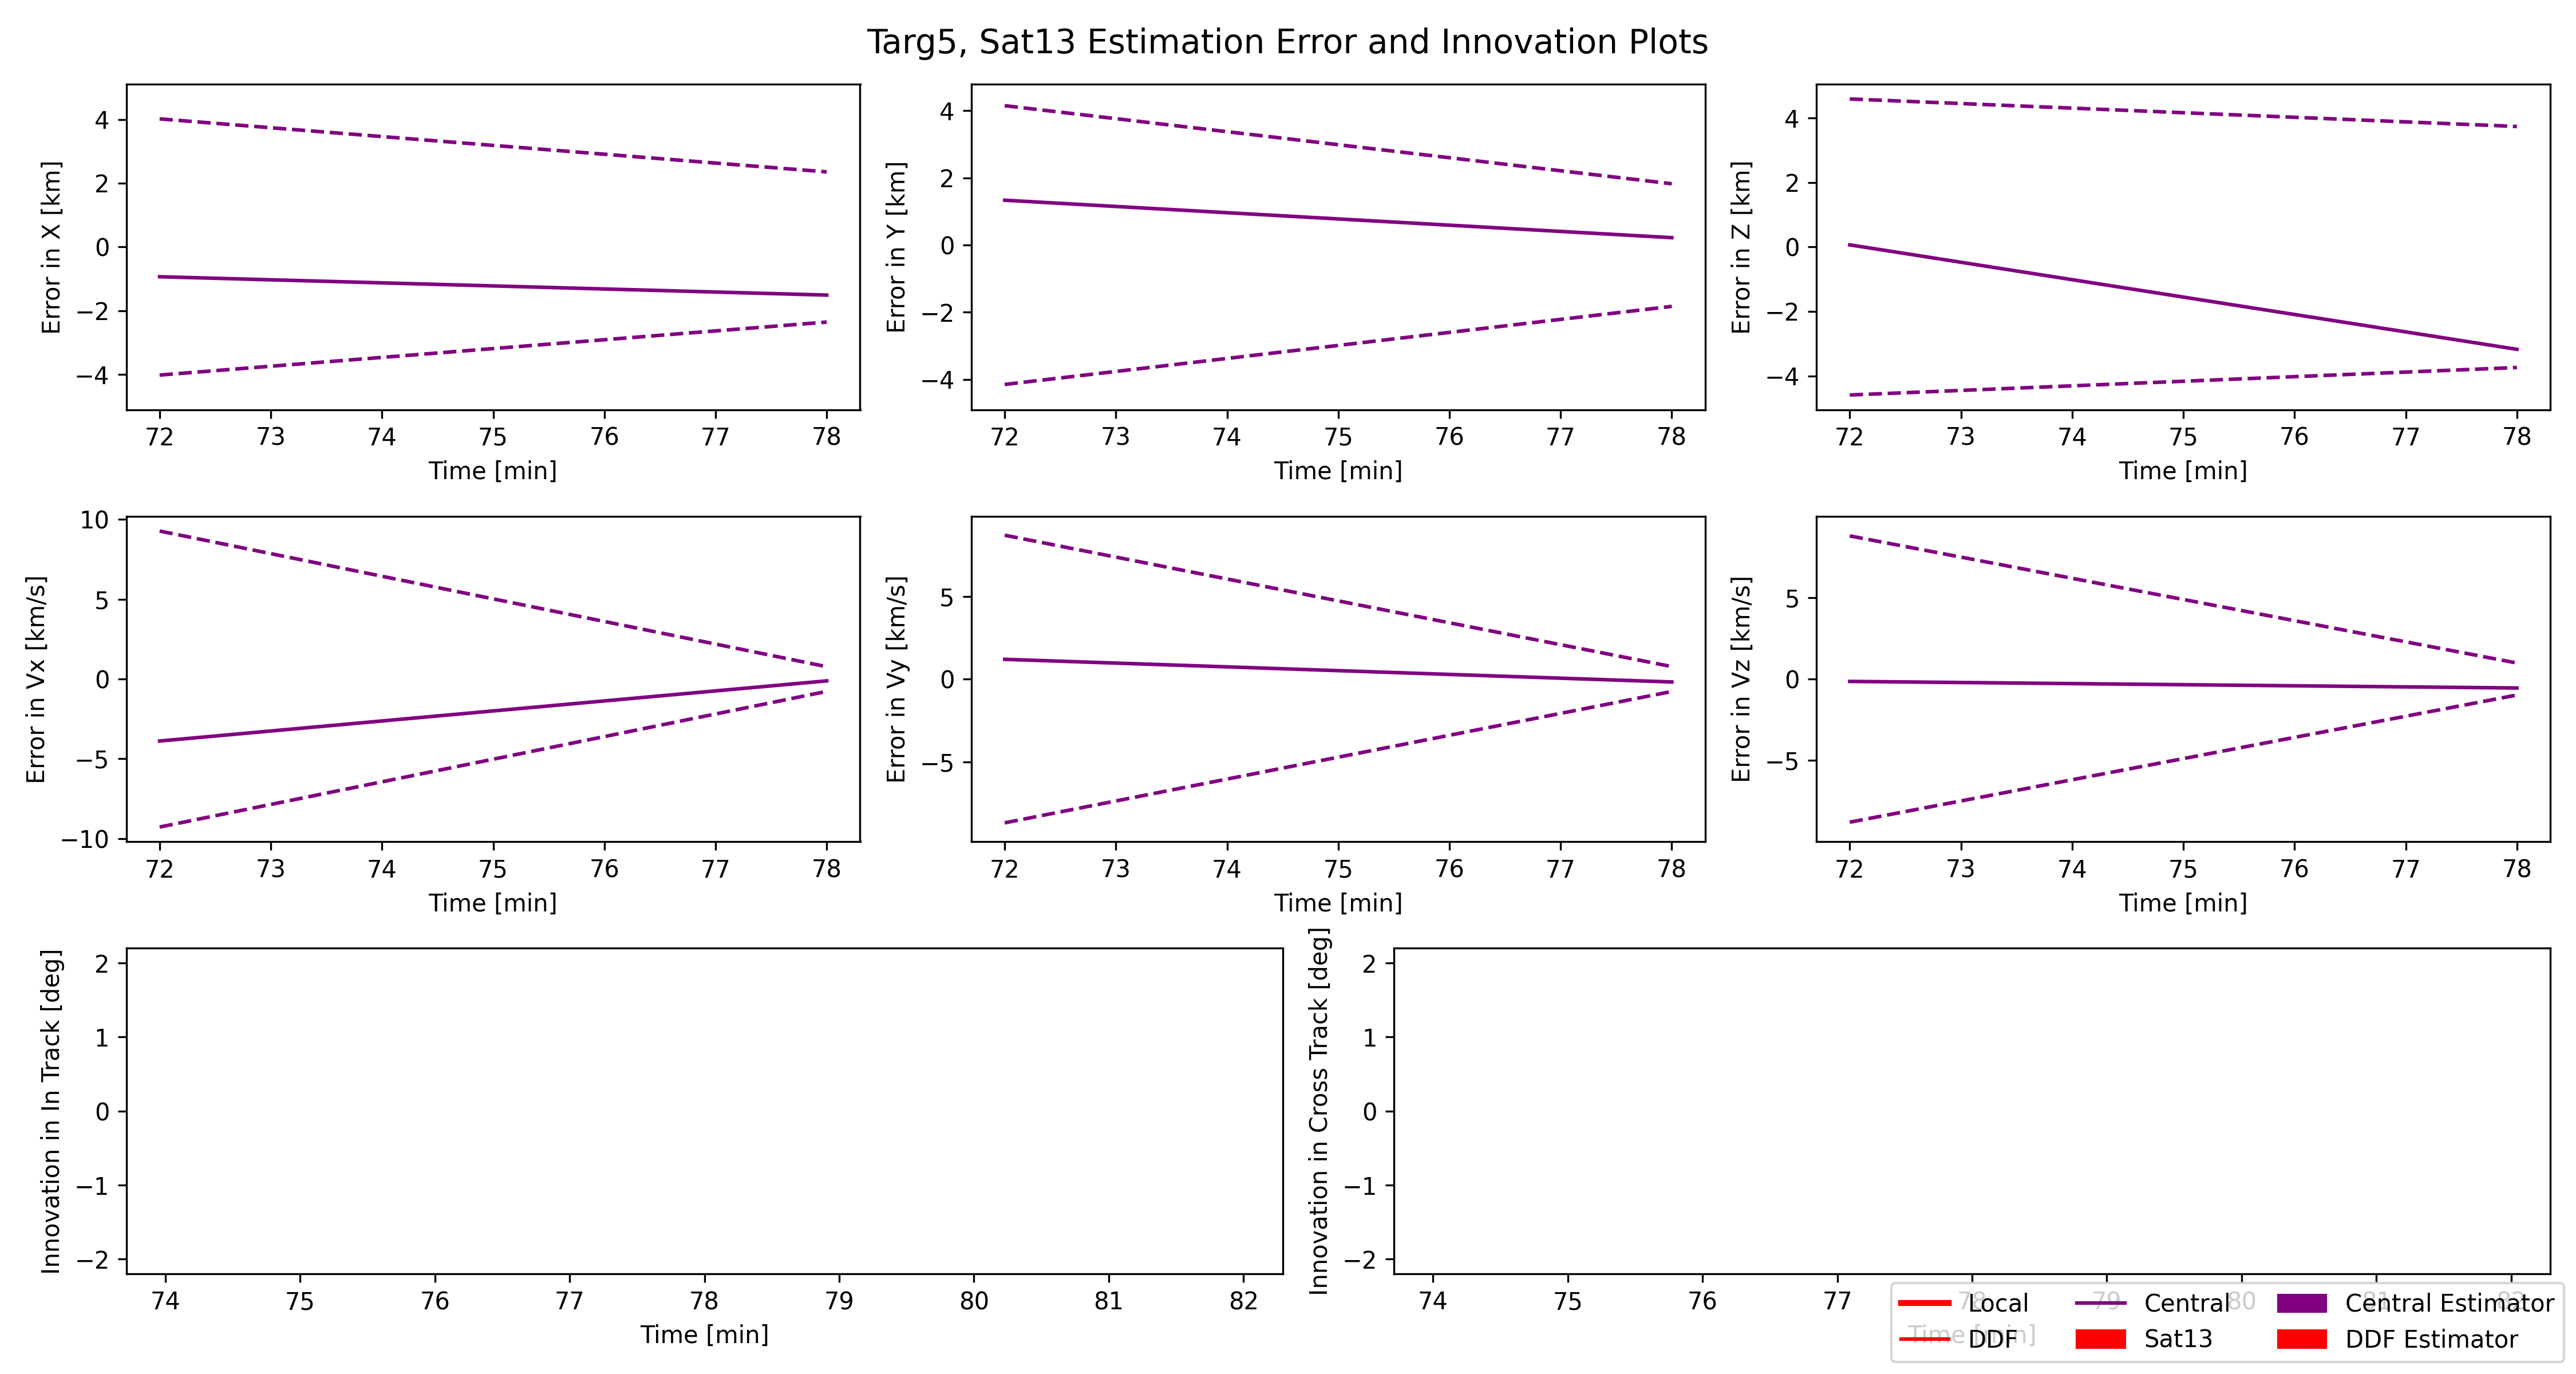 Targ5, Sat13 Estimation Error and Innovation Plots
Error in X [km]
4
2
0
−2
−4
72 73 74 75 76 77 78
Time [min]
Error in Y [km]
4
2
0
−2
−4
72 73 74 75 76 77 78
Time [min]
Error in Z [km]
4
2
0
−2
−4
72 73 74 75 76 77 78
Time [min]
Error in Vx [km/s]
10
5
0
−5
−10
72 73 74 75 76 77 78
Time [min]
Error in Vy [km/s]
5
0
−5
72 73 74 75 76 77 78
Time [min]
Error in Vz [km/s]
5
0
−5
72 73 74 75 76 77 78
Time [min]
Innovation in In Track [deg]
2
1
0
−1
−2
74 75 76 77 78 79 80 81 82
Time [min]
Innovation in Cross Track [deg]
2
1
0
−1
−2
74 75 76 77 78 79 80 81 82
Time [min]
Local Central Central Estimator
DDF Sat13 DDF Estimator